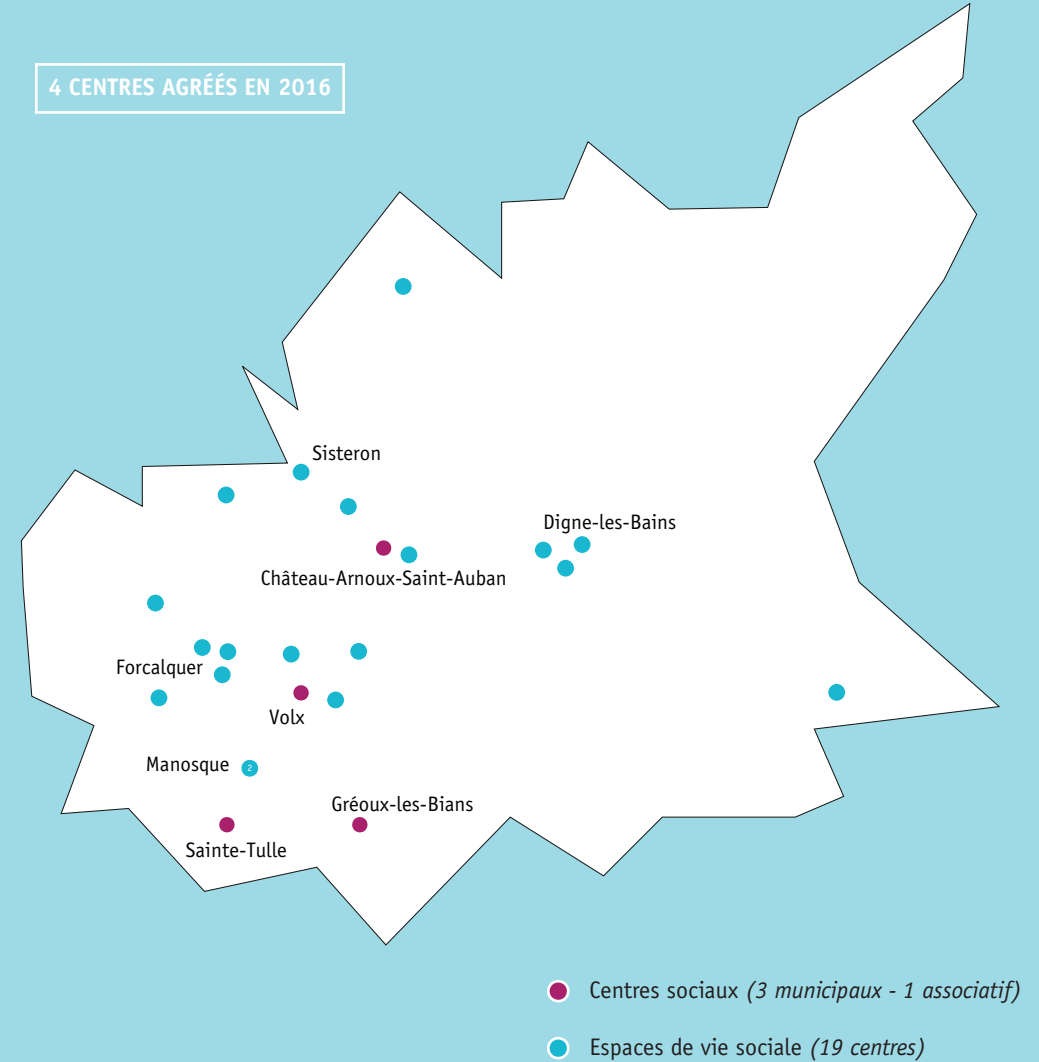 4 CENTRES AGRÉÉS EN 2016
Sisteron
Digne-les-Bains
Château-Arnoux-Saint-Auban
Forcalquer
Volx
Manosque
2
Gréoux-les-Bians
Sainte-Tulle
Centres sociaux (3 municipaux - 1 associatif)
Espaces de vie sociale (19 centres)